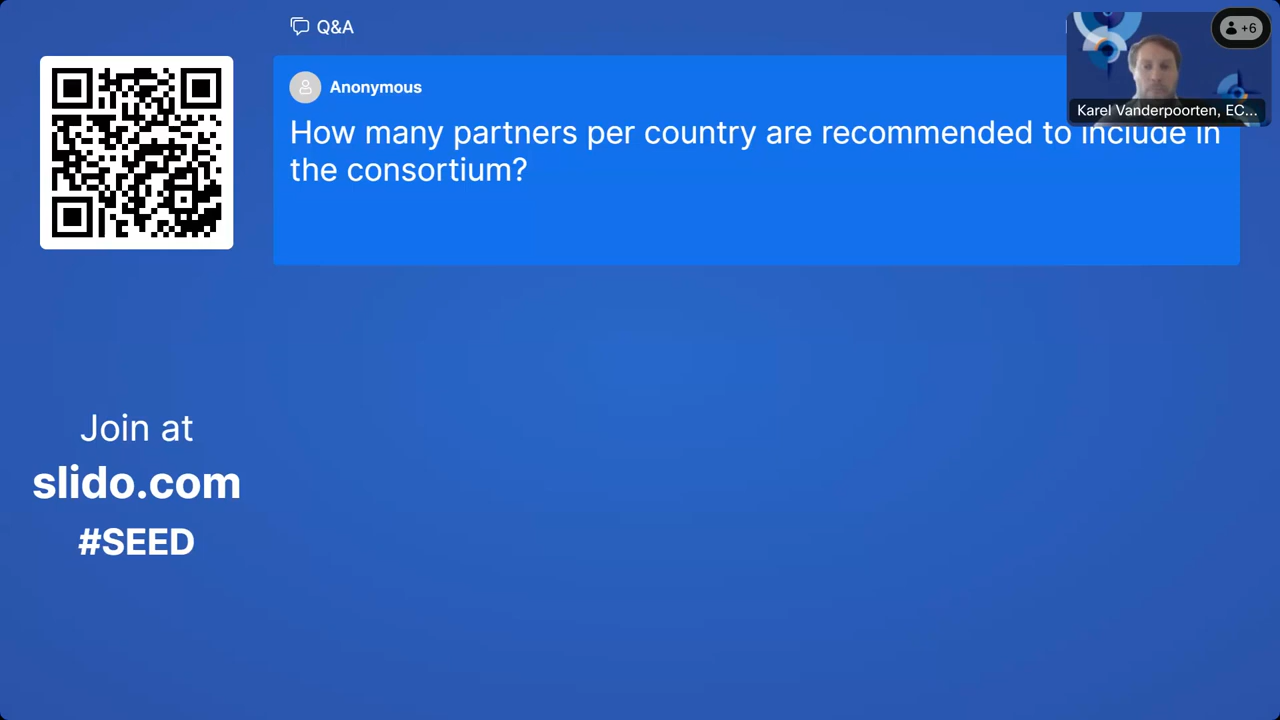 Q&A
+6
Anonymous
Karel Vanderpoorten, EC...
How many partners per country are recommended to include in
the consortium?
Join at
slido.com
#SEED